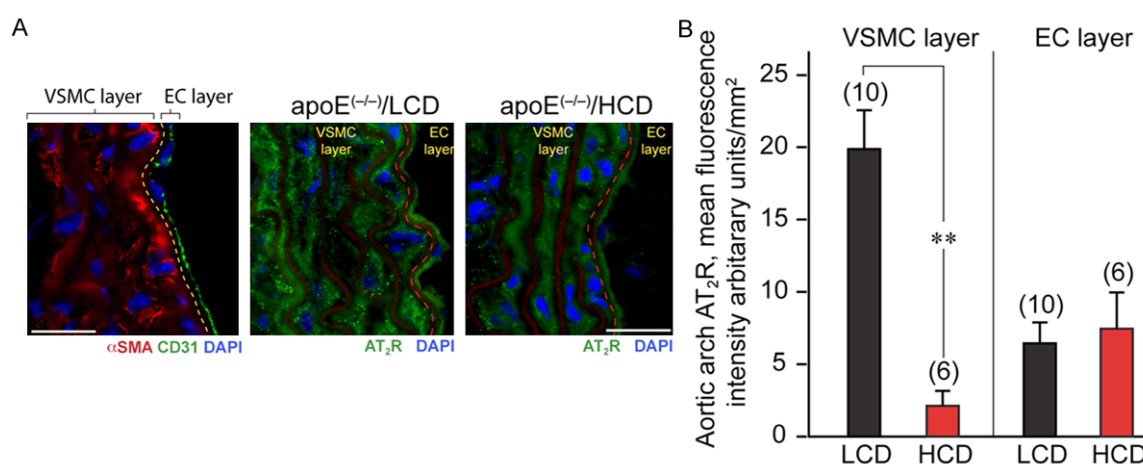 A
VSMC layer EC layer
apoE(−/−)/LCD
apoE(−/−)/HCD
VSMC
layer
EC
layer
VSMC
layer
EC
layer
αSMA CD31 DAPI
AT2R DAPI
AT2R DAPI
B
VSMC layer
EC layer
Aortic arch AT2R, mean fluorescence
intensity arbitarary units/mm²
25
20
15
10
5
0
(10)
(6)
(10)
(6)
**
LCD HCD LCD HCD